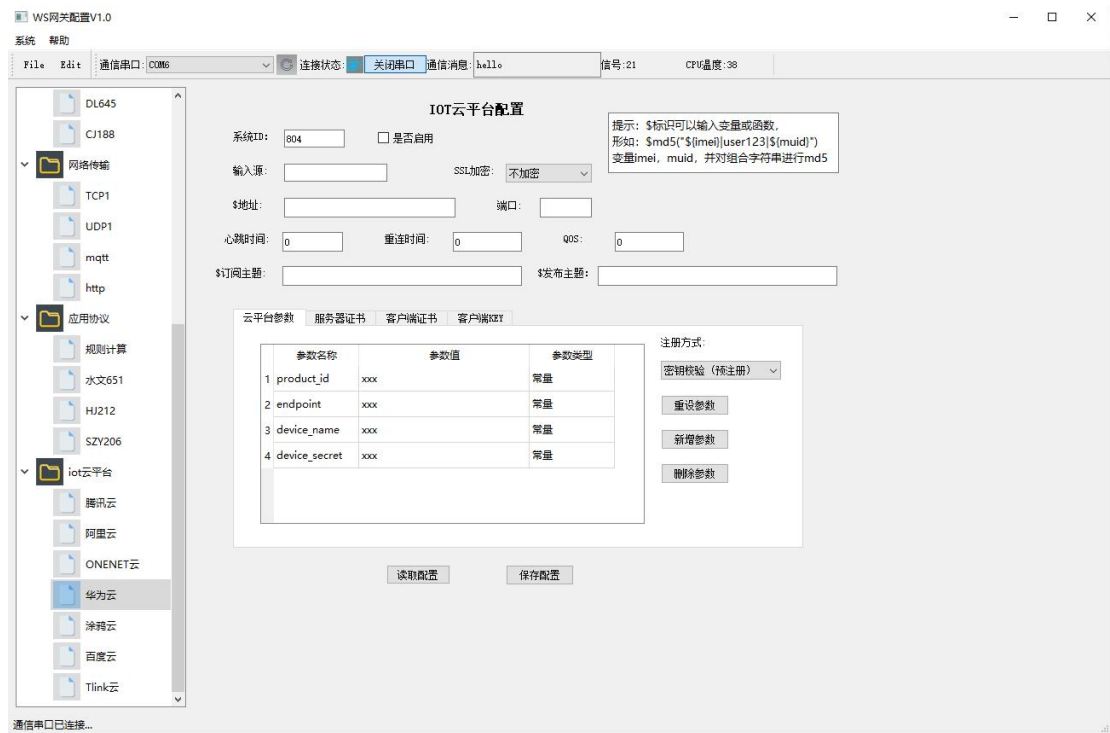 WS网关配置V1.0
系统 帮助
File Edit 通信串口: COM6 连接状态: 关闭串口 通信消息: hello 信号:21 CPU温度:38
DL645
CJ188
网络传输
TCP1
UDP1
mqtt
http
应用协议
规则计算
水文651
HJ212
SZY206
iot云平台
腾讯云
阿里云
ONENET云
华为云
涂鸦云
百度云
Tlink云
IOT云平台配置
系统ID: 804 是否启用
提示：$标识可以输入变量或函数，
形如：$md5("${imei}|user123|${muid}")
变量imei，muid，并对组合字符串进行md5
输入源: SSL加密: 不加密
$地址: 端口:
心跳时间: 0 重连时间: 0 QOS: 0
$订阅主题: $发布主题:
云平台参数 服务器证书 客户端证书 客户端KEY
参数名称 参数值 参数类型
1 product_id xxx 常量
2 endpoint xxx 常量
3 device_name xxx 常量
4 device_secret xxx 常量
注册方式:
密钥校验（预注册）
重设参数
新增参数
删除参数
读取配置 保存配置
通信串口已连接...